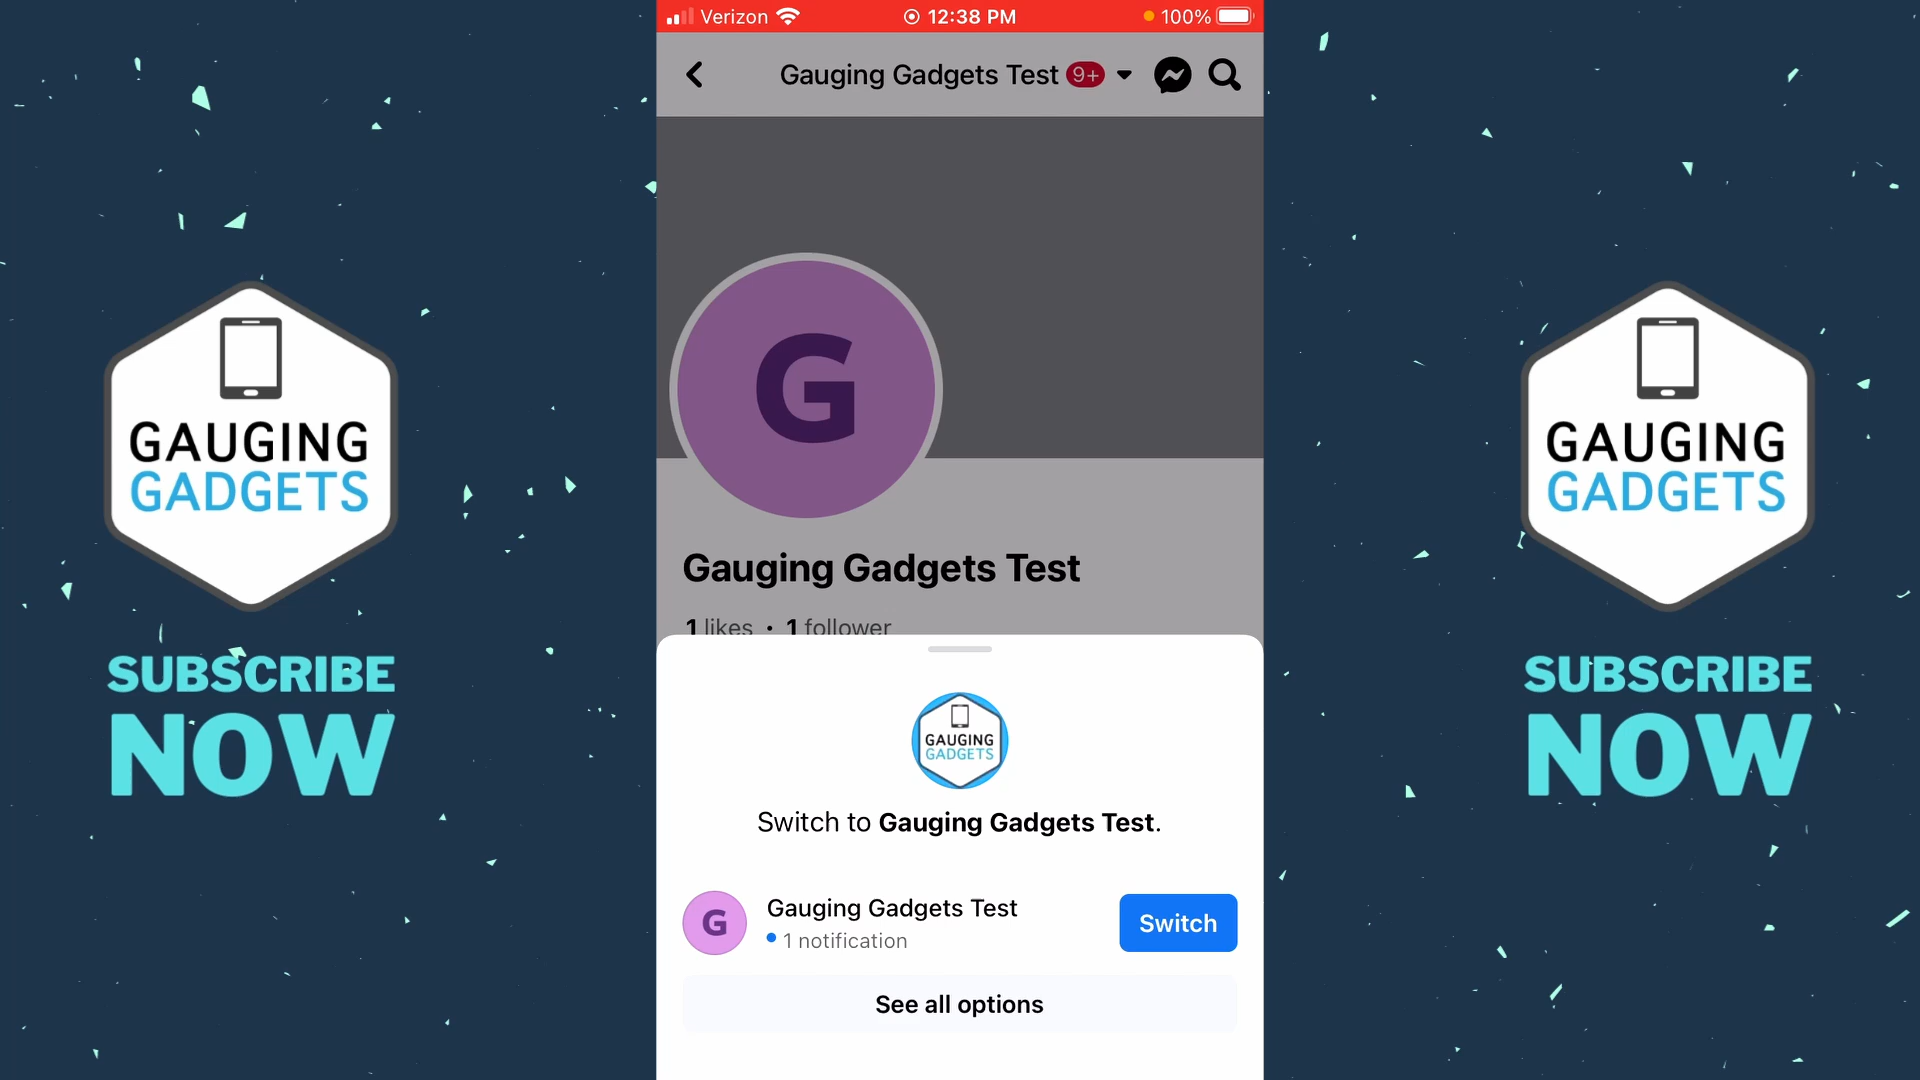 Verizon 12:38 PM 100%
Gauging Gadgets Test 9+
G
Gauging Gadgets Test
1 likes · 1 follower
GAUGING
GADGETS
Switch to Gauging Gadgets Test.
G Gauging Gadgets Test
1 notification
Switch
See all options
GAUGING
GADGETS
SUBSCRIBE
NOW
GAUGING
GADGETS
SUBSCRIBE
NOW